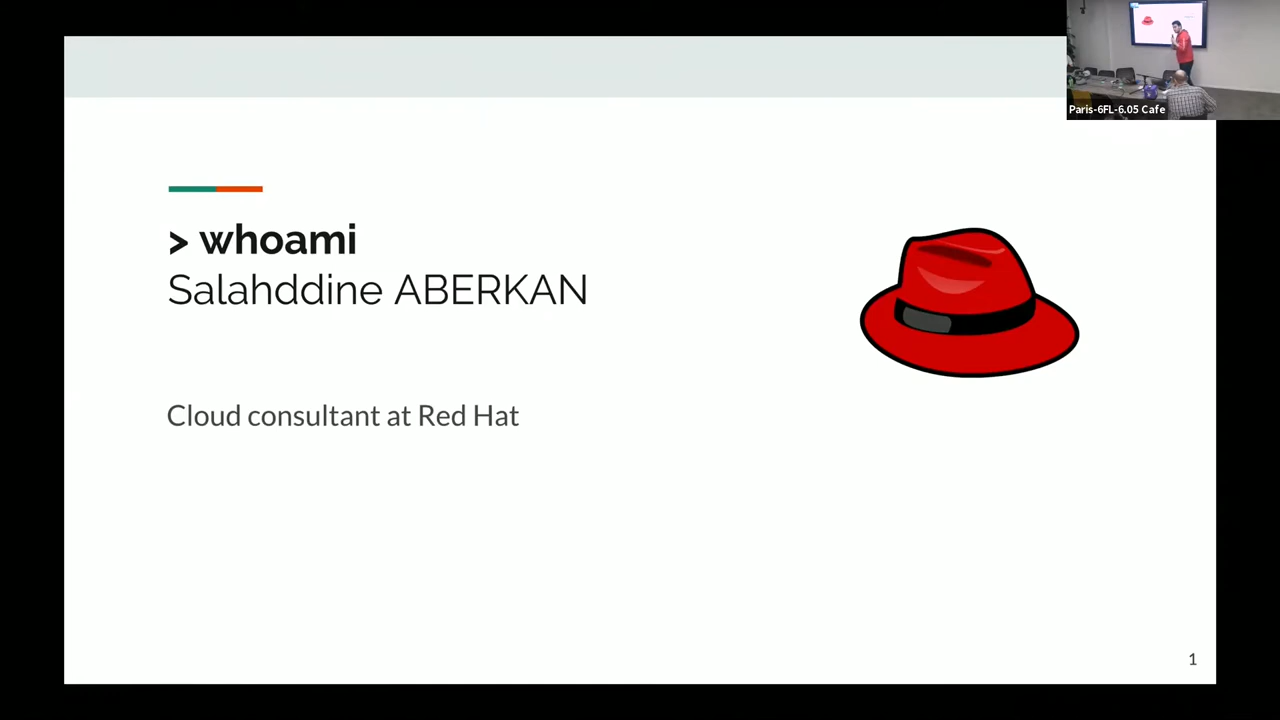 Paris-6FL-6.05 Cafe
> whoami
Salahddine ABERKAN
Cloud consultant at Red Hat
1